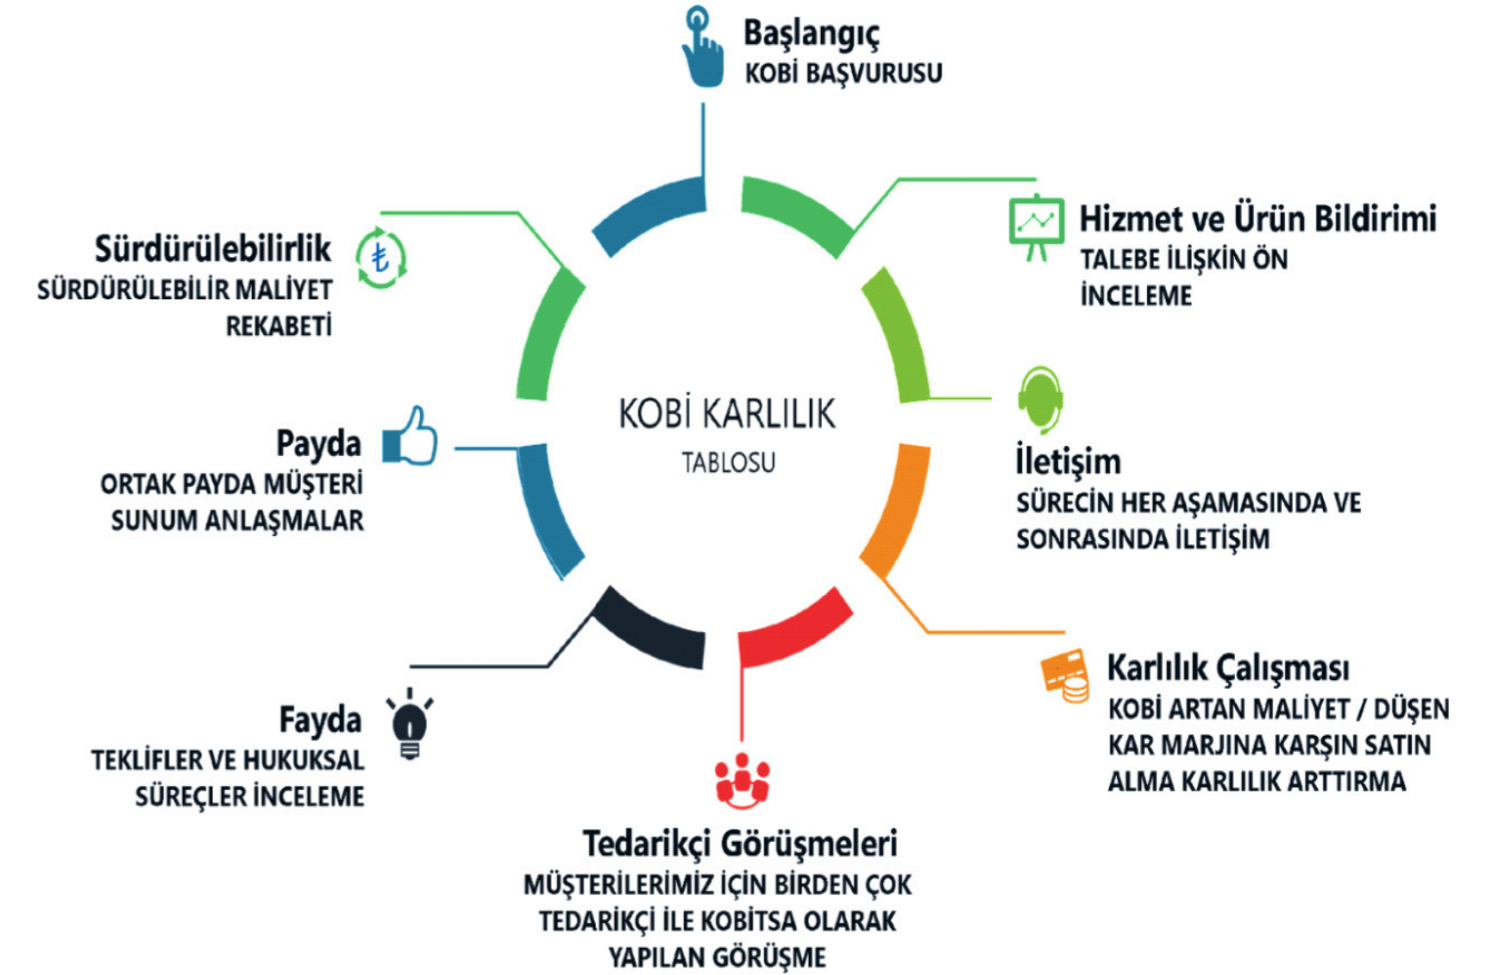 Başlangıç
KOBİ BAŞVURUSU
Hizmet ve Ürün Bildirimi
TALEBE İLİŞKİN ÖN
İNCELEME
İletişim
SÜRECİN HER AŞAMASINDA VE
SONRASINDA İLETİŞİM
Karlılık Çalışması
KOBİ ARTAN MALİYET / DÜŞEN
KAR MARJINA KARŞIN SATIN
ALMA KARLILIK ARTTIRMA
Tedarikçi Görüşmeleri
MÜŞTERİLERİMİZ İÇİN BİRDEN ÇOK
TEDARİKÇİ İLE KOBİTSA OLARAK
YAPILAN GÖRÜŞME
Fayda
TEKLİFLER VE HUKUKSAL
SÜREÇLER İNCELEME
Payda
ORTAK PAYDA MÜŞTERİ
SUNUM ANLAŞMALAR
Sürdürülebilirlik
SÜRDÜRÜLEBİLİR MALİYET
REKABETİ
₺
KOBİ KARLILIK
TABLOSU